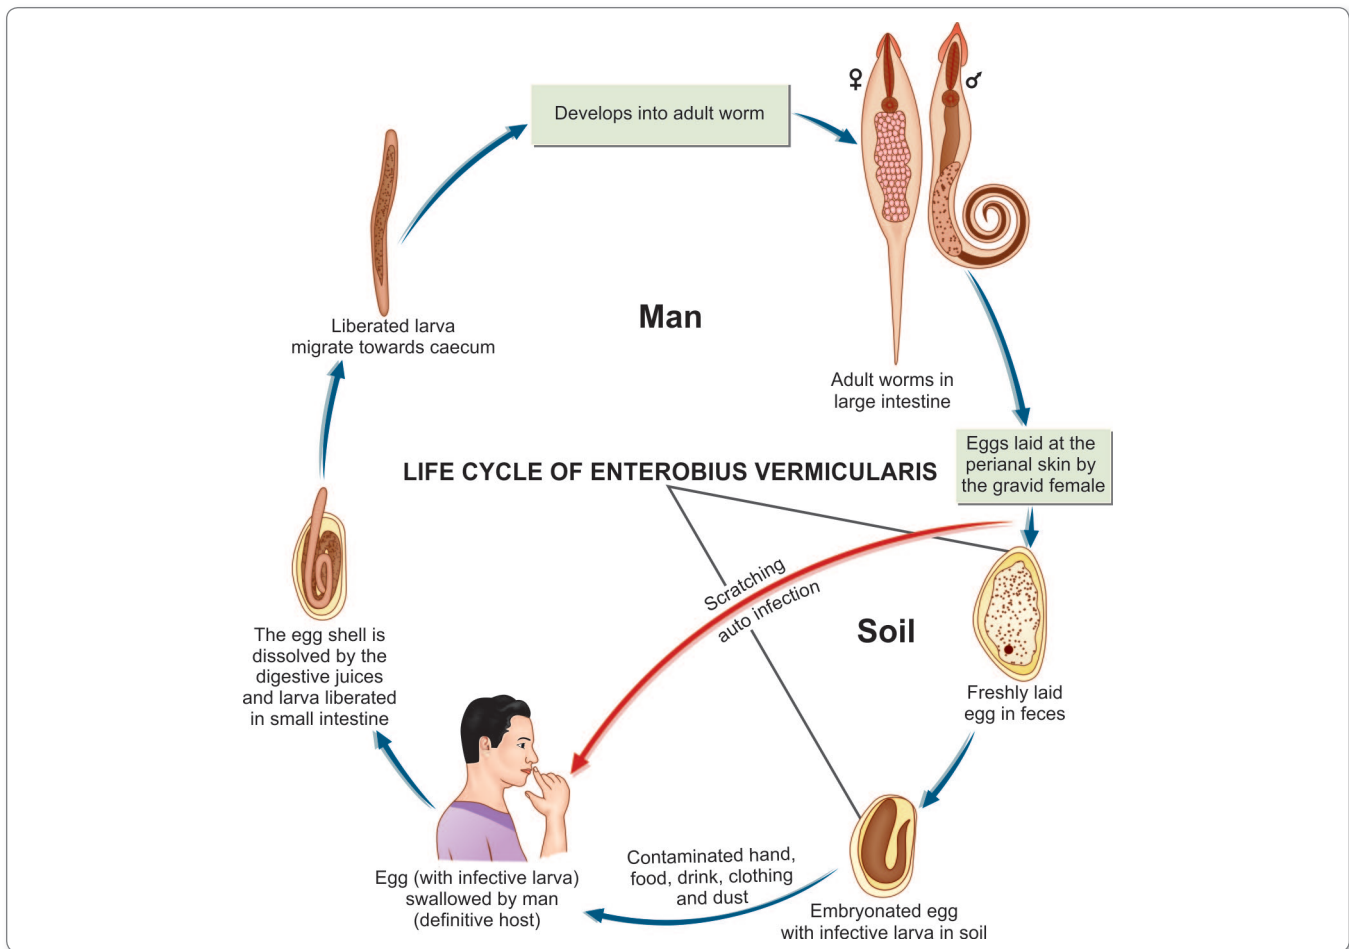 ♀
♂
Develops into adult worm
Liberated larva
migrate towards caecum
Man
Adult worms in
large intestine
Eggs laid at the
perianal skin by
the gravid female
LIFE CYCLE OF ENTEROBIUS VERMICULARIS
Scratching
auto infection
Soil
The egg shell is
dissolved by the
digestive juices
and larva liberated
in small intestine
Freshly laid
egg in feces
Contaminated hand,
food, drink, clothing
and dust
Egg (with infective larva)
swallowed by man
(definitive host)
Embryonated egg
with infective larva in soil